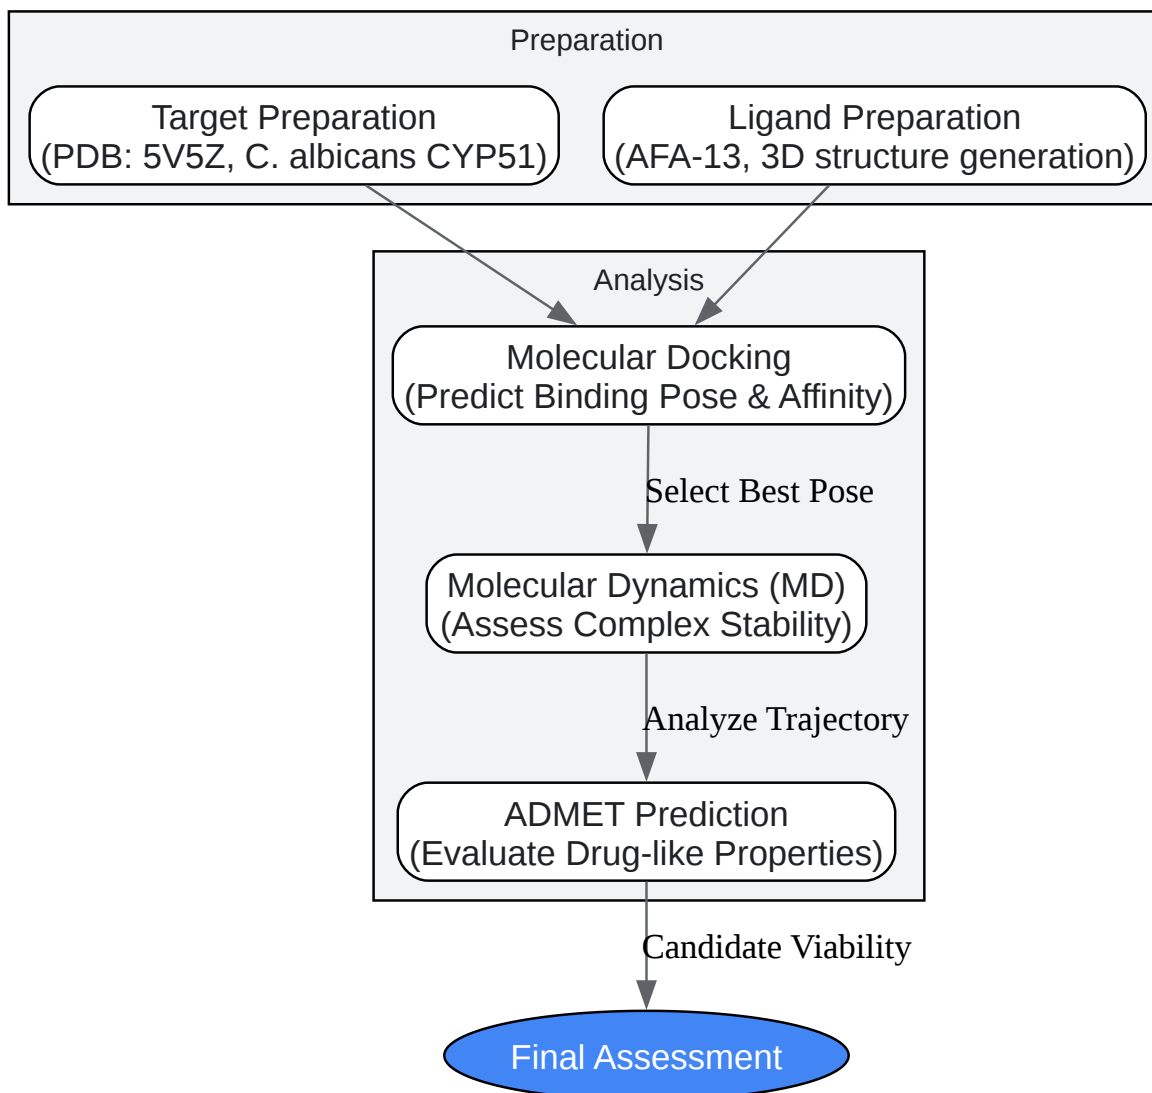 Preparation
Target Preparation
(PDB: 5V5Z, C. albicans CYP51)
Ligand Preparation
(AFA-13, 3D structure generation)
Analysis
Molecular Docking
(Predict Binding Pose & Affinity)
Select Best Pose
Molecular Dynamics (MD)
(Assess Complex Stability)
Analyze Trajectory
ADMET Prediction
(Evaluate Drug-like Properties)
Candidate Viability
Final Assessment